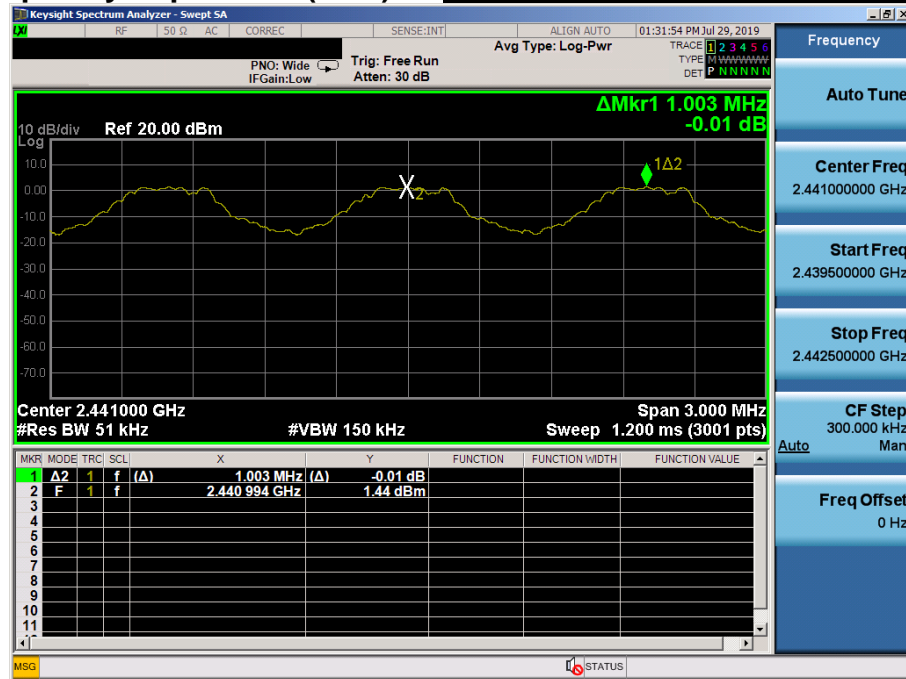 Keysight Spectrum Analyzer - Swept SA
LXI RF 50 Ω AC CORREC SENSE:INT ALIGN AUTO 01:31:54 PM Jul 29, 2019
Avg Type: Log-Pwr TRACE 1 2 3 4 5 6
PNO: Wide Trig: Free Run TYPE M WWWWW
IFGain:Low Atten: 30 dB DET P N N N N N
ΔMkr1 1.003 MHz
-0.01 dB
10 dB/div Ref 20.00 dBm
Log
10.0
0.00
-10.0
-20.0
-30.0
-40.0
-50.0
-60.0
-70.0
1Δ2
X2
Center 2.441000 GHz Span 3.000 MHz
#Res BW 51 kHz #VBW 150 kHz Sweep 1.200 ms (3001 pts)
MKR MODE TRC SCL X Y FUNCTION FUNCTION WIDTH FUNCTION VALUE
1 Δ2 1 f (Δ) 1.003 MHz (Δ) -0.01 dB
2 F 1 f 2.440 994 GHz 1.44 dBm
3
4
5
6
7
8
9
10
11
MSG STATUS
Frequency
Auto Tune
Center Freq
2.441000000 GHz
Start Freq
2.439500000 GHz
Stop Freq
2.442500000 GHz
CF Step
300.000 kHz
Auto Man
Freq Offset
0 Hz